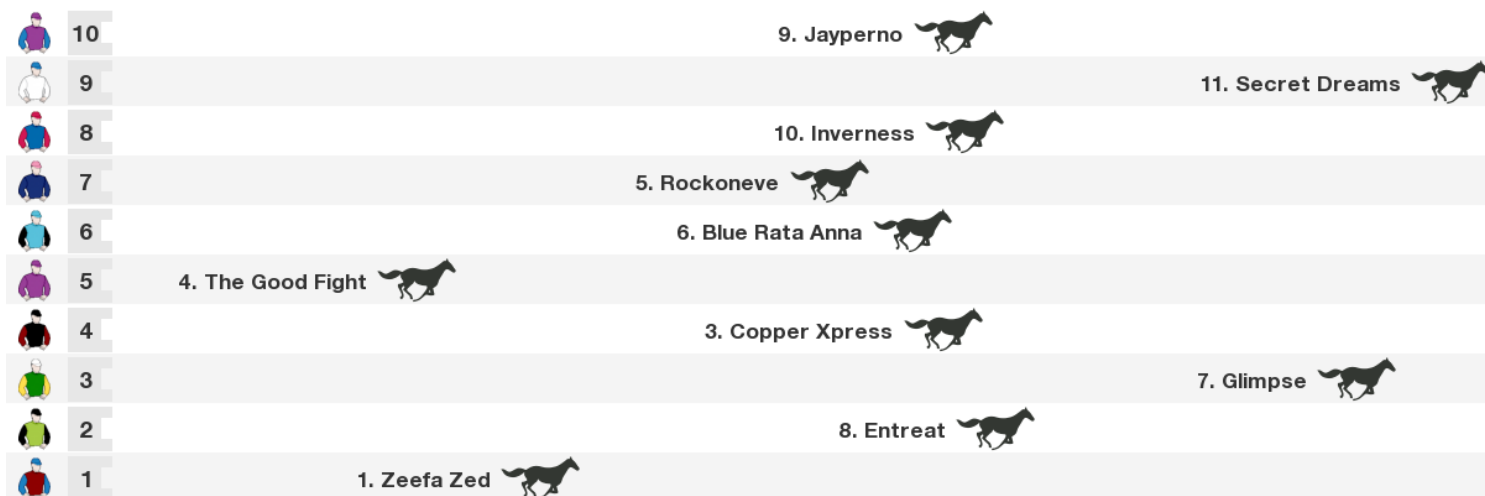 10 9. Jayperno
9 11. Secret Dreams
8 10. Inverness
7 5. Rockoneve
6 6. Blue Rata Anna
5 4. The Good Fight
4 3. Copper Xpress
3 7. Glimpse
2 8. Entreat
1 1. Zeefa Zed